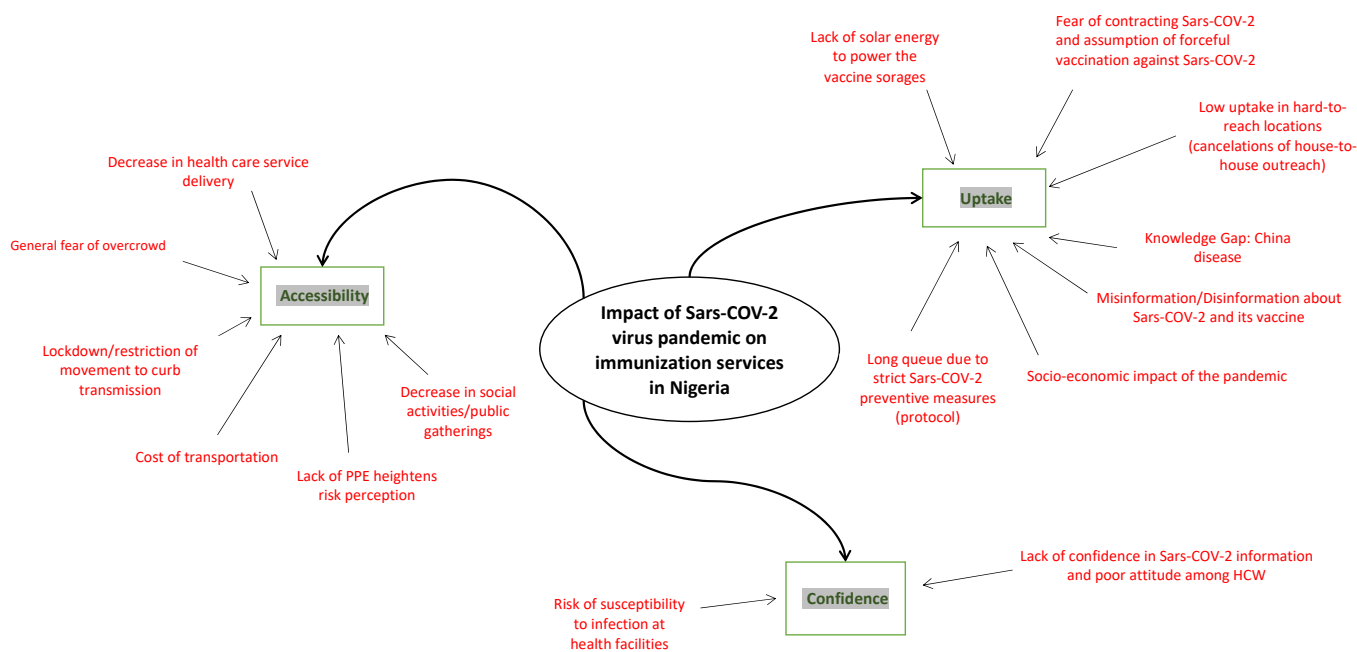 Lack of solar energy
to power the
vaccine sorages
Fear of contracting Sars-COV-2
and assumption of forceful
vaccination against Sars-COV-2
Low uptake in hard-to-
reach locations
(cancelations of house-to-
house outreach)
Decrease in health care service
delivery
Uptake
General fear of overcrowd
Knowledge Gap: China
disease
Accessibility
Misinformation/Disinformation about
Sars-COV-2 and its vaccine
Impact of Sars-COV-2
virus pandemic on
immunization services
in Nigeria
Lockdown/restriction of
movement to curb
transmission
Long queue due to
strict Sars-COV-2
preventive measures
(protocol)
Socio-economic impact of the pandemic
Decrease in social
activities/public
gatherings
Cost of transportation
Lack of PPE heightens
risk perception
Lack of confidence in Sars-COV-2 information
and poor attitude among HCW
Confidence
Risk of susceptibility
to infection at
health facilities